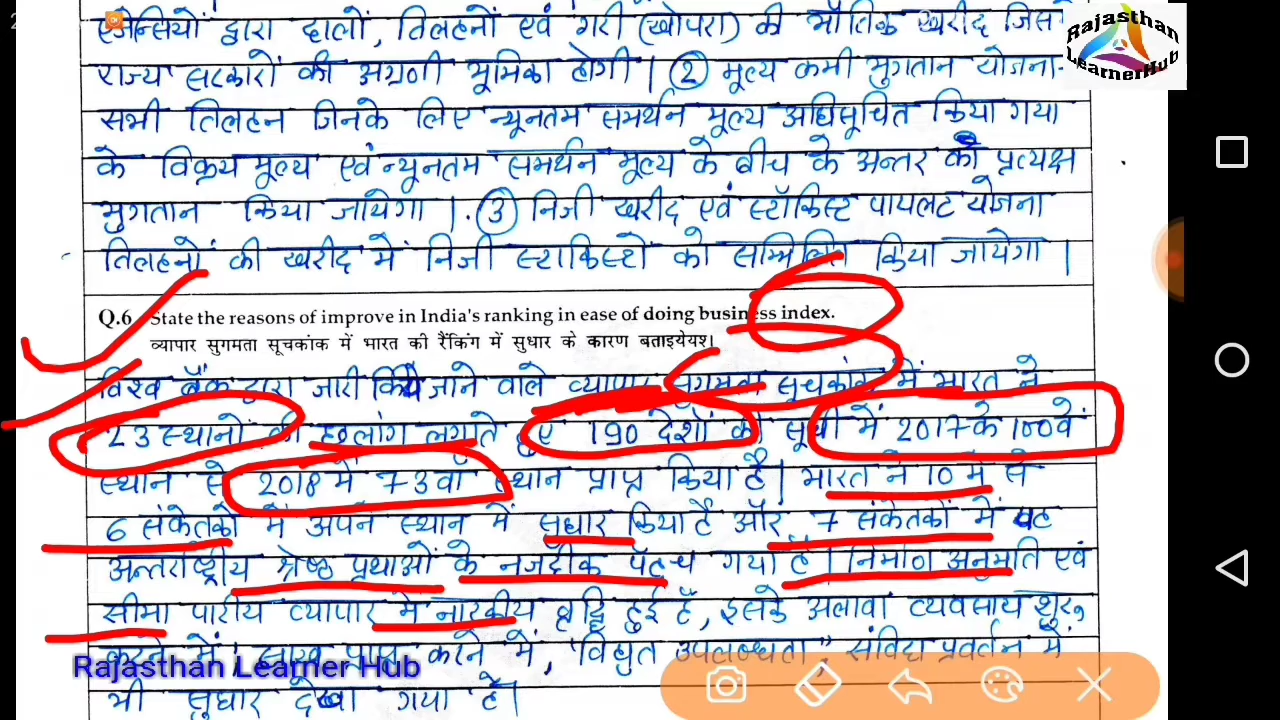 एजेन्सियों द्वारा दालों, तिलहनों एवं गरी (खोपरा) की भौतिक खरीद जिस
राज्य सरकारों की अग्रणी भूमिका होगी। (2) मूल्य कमी भुगतान योजना-
सभी तिलहन जिनके लिए न्यूनतम समर्थन मूल्य अधिसूचित किया गया
के विक्रय मूल्य एवं न्यूनतम समर्थन मूल्य के बीच के अन्तर को प्रत्यक्ष
भुगतान किया जायेगा। (3) निजी खरीद एवं स्टॉकिस्ट पायलट योजना
तिलहनों की खरीद में निजी स्टाकिस्टों को सम्मिलित किया जायेगा।
Q.6 State the reasons of improve in India's ranking in ease of doing business index.
व्यापार सुगमता सूचकांक में भारत की रैंकिंग में सुधार के कारण बताइयेयर।
विश्व बैंक द्वारा जारी किये जाने वाले व्यापार सुगमता सूचकांक में भारत ने
23 स्थानों की छलांग लगाते हुए 190 देशों की सूची में 2017 के 100वें
स्थान से 2018 में 73वाँ स्थान प्राप्त किया है। भारत ने 10 में से
6 संकेतकों में अपने स्थान में सुधार किया है और 7 संकेतकों में वह
अन्तर्राष्ट्रीय श्रेष्ठ प्रथाओं के नजदीक पहुँच गया है। निर्माण अनुमति एवं
सीमा पारीय व्यापार में नाटकीय वृद्धि हुई है, इसके अलावा व्यवसाय शुरू
करने में, साख प्राप्त करने में, विद्युत उपलब्धता, संविदा प्रवर्तन में
भी सुधार देखा गया है।
Rajasthan
LearnerHub
Rajasthan Learner Hub